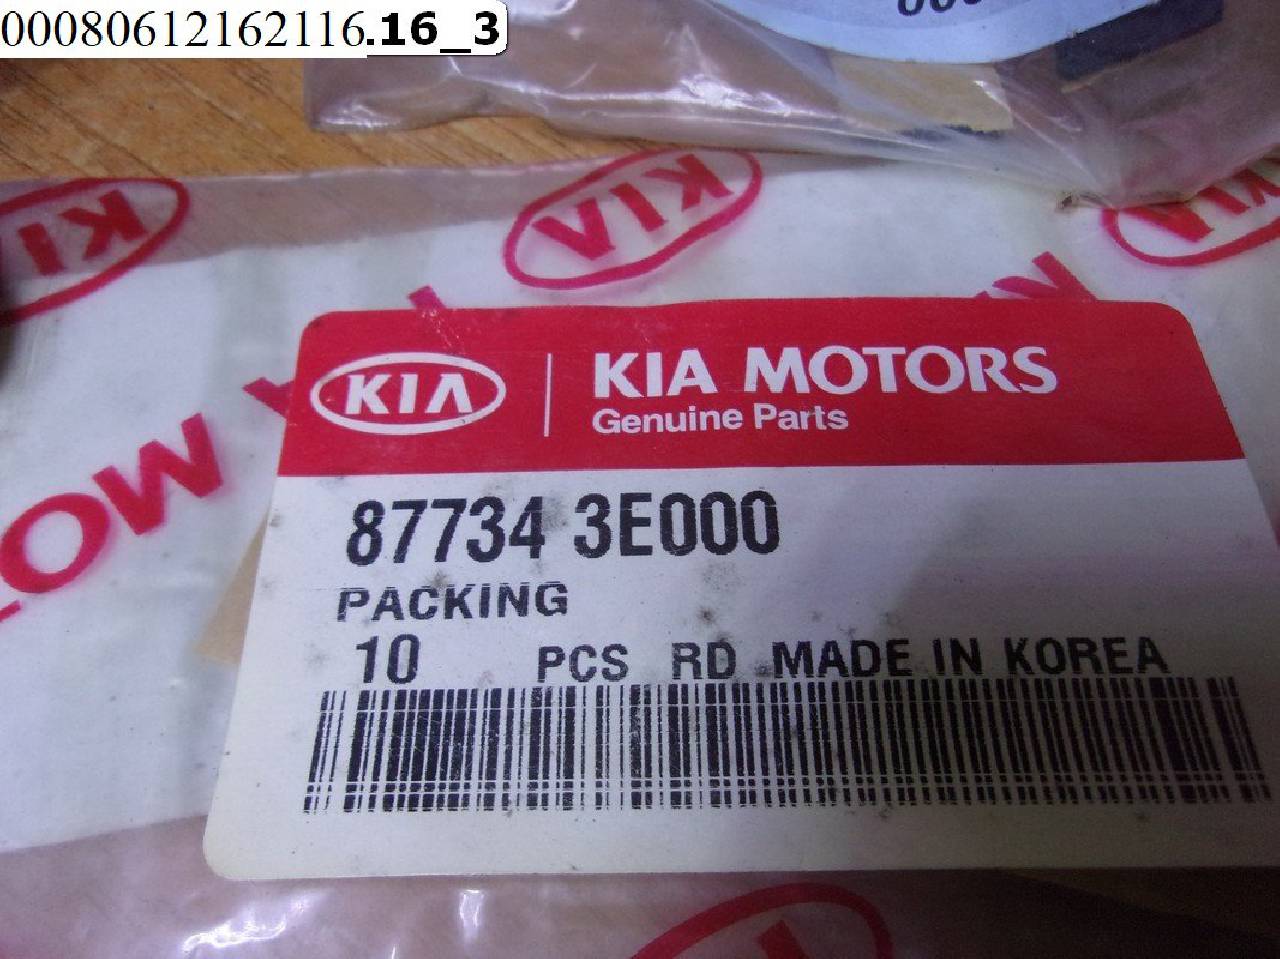 00080612162116.16_3
KIA
KIA
KIA
KIA
KIA MOTORS
Genuine Parts
87734 3E000
PACKING
10 PCS RD MADE IN KOREA